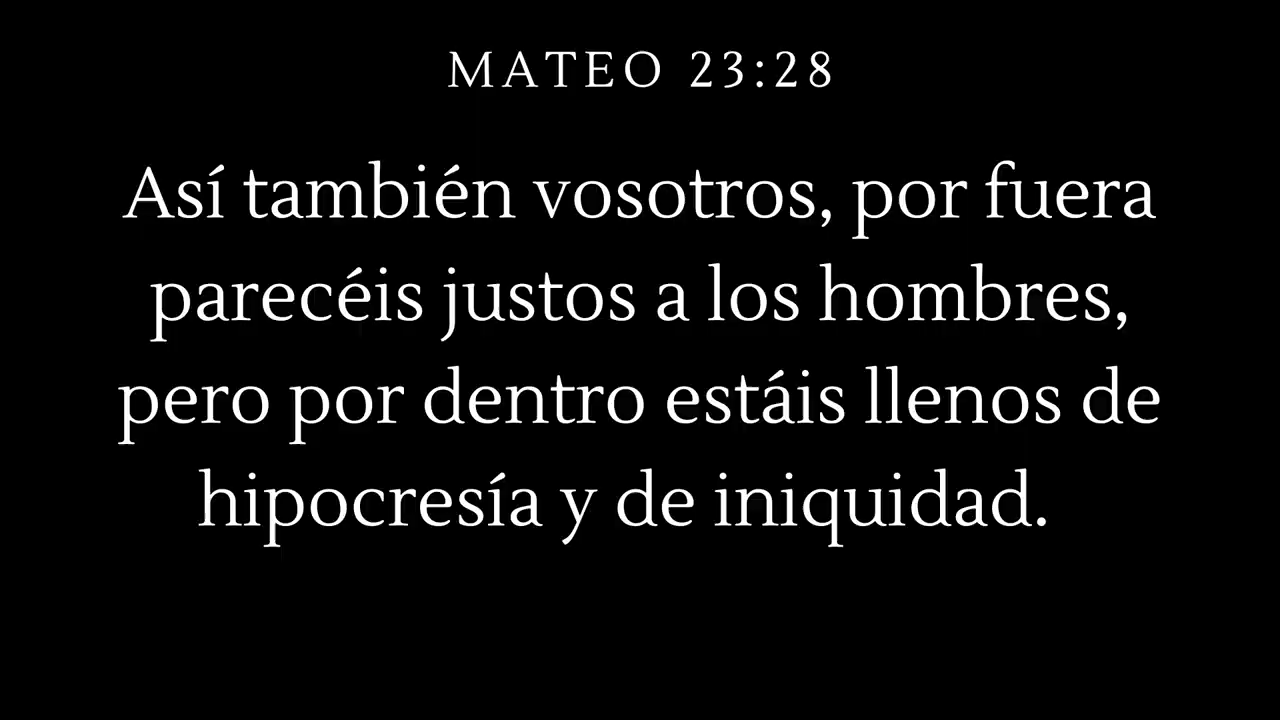 MATEO 23:28
Así también vosotros, por fuera
parecéis justos a los hombres,
pero por dentro estáis llenos de
hipocresía y de iniquidad.